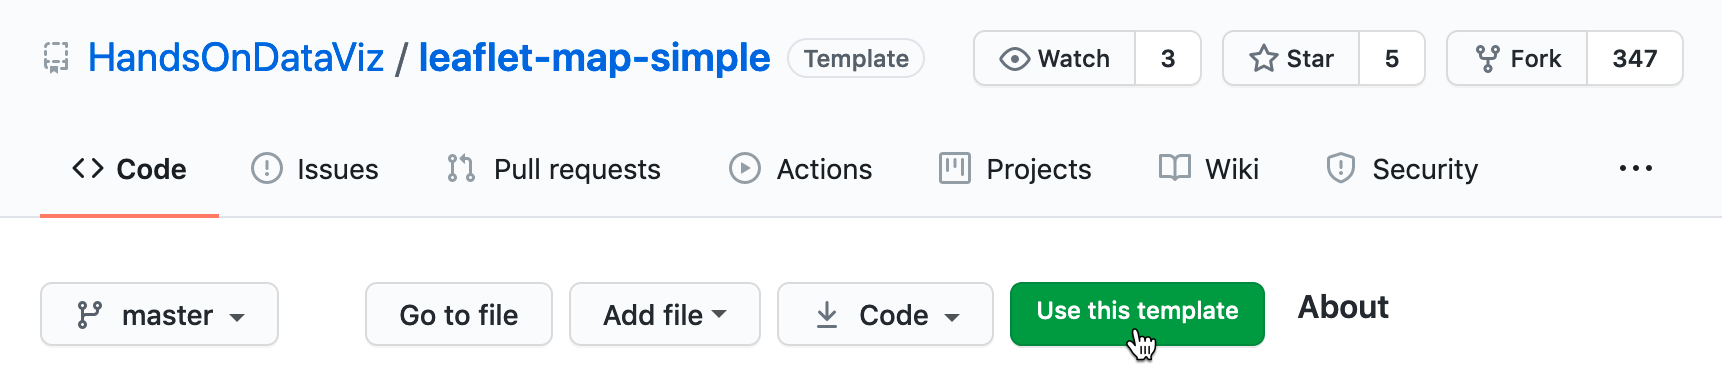 HandsOnDataViz / leaflet-map-simple Template Watch 3 Star 5 Fork 347
Code Issues Pull requests Actions Projects Wiki Security ...
master Go to file Add file Code Use this template About